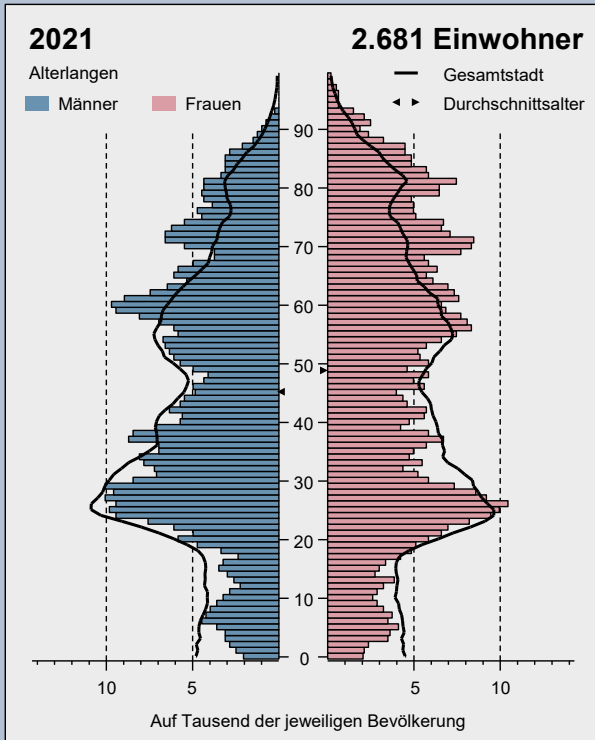 2021 2.681 Einwohner
Alterlangen Gesamtstadt
Männer Frauen Durchschnittsalter
90
80
70
60
50
40
30
20
10
0
10 5 5 10
Auf Tausend der jeweiligen Bevölkerung